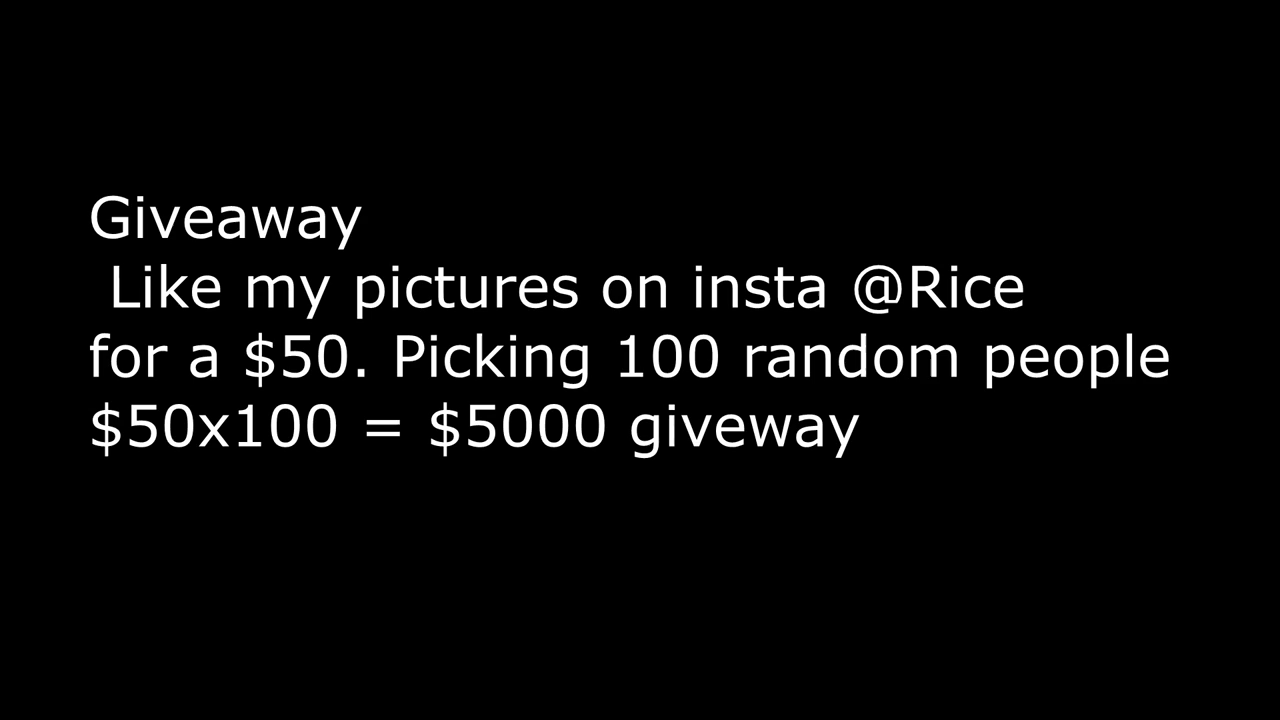 Giveaway
Like my pictures on insta @Rice
for a $50. Picking 100 random people
$50x100 = $5000 giveway